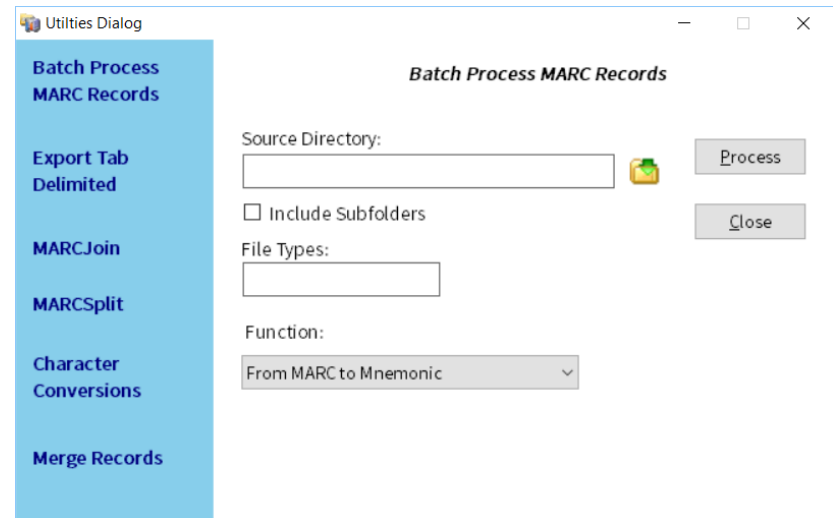 Utilties Dialog
Batch Process
MARC Records
Export Tab
Delimited
MARCJoin
MARCSplit
Character
Conversions
Merge Records
Batch Process MARC Records
Source Directory:
Process
Include Subfolders
Close
File Types:
Function:
From MARC to Mnemonic